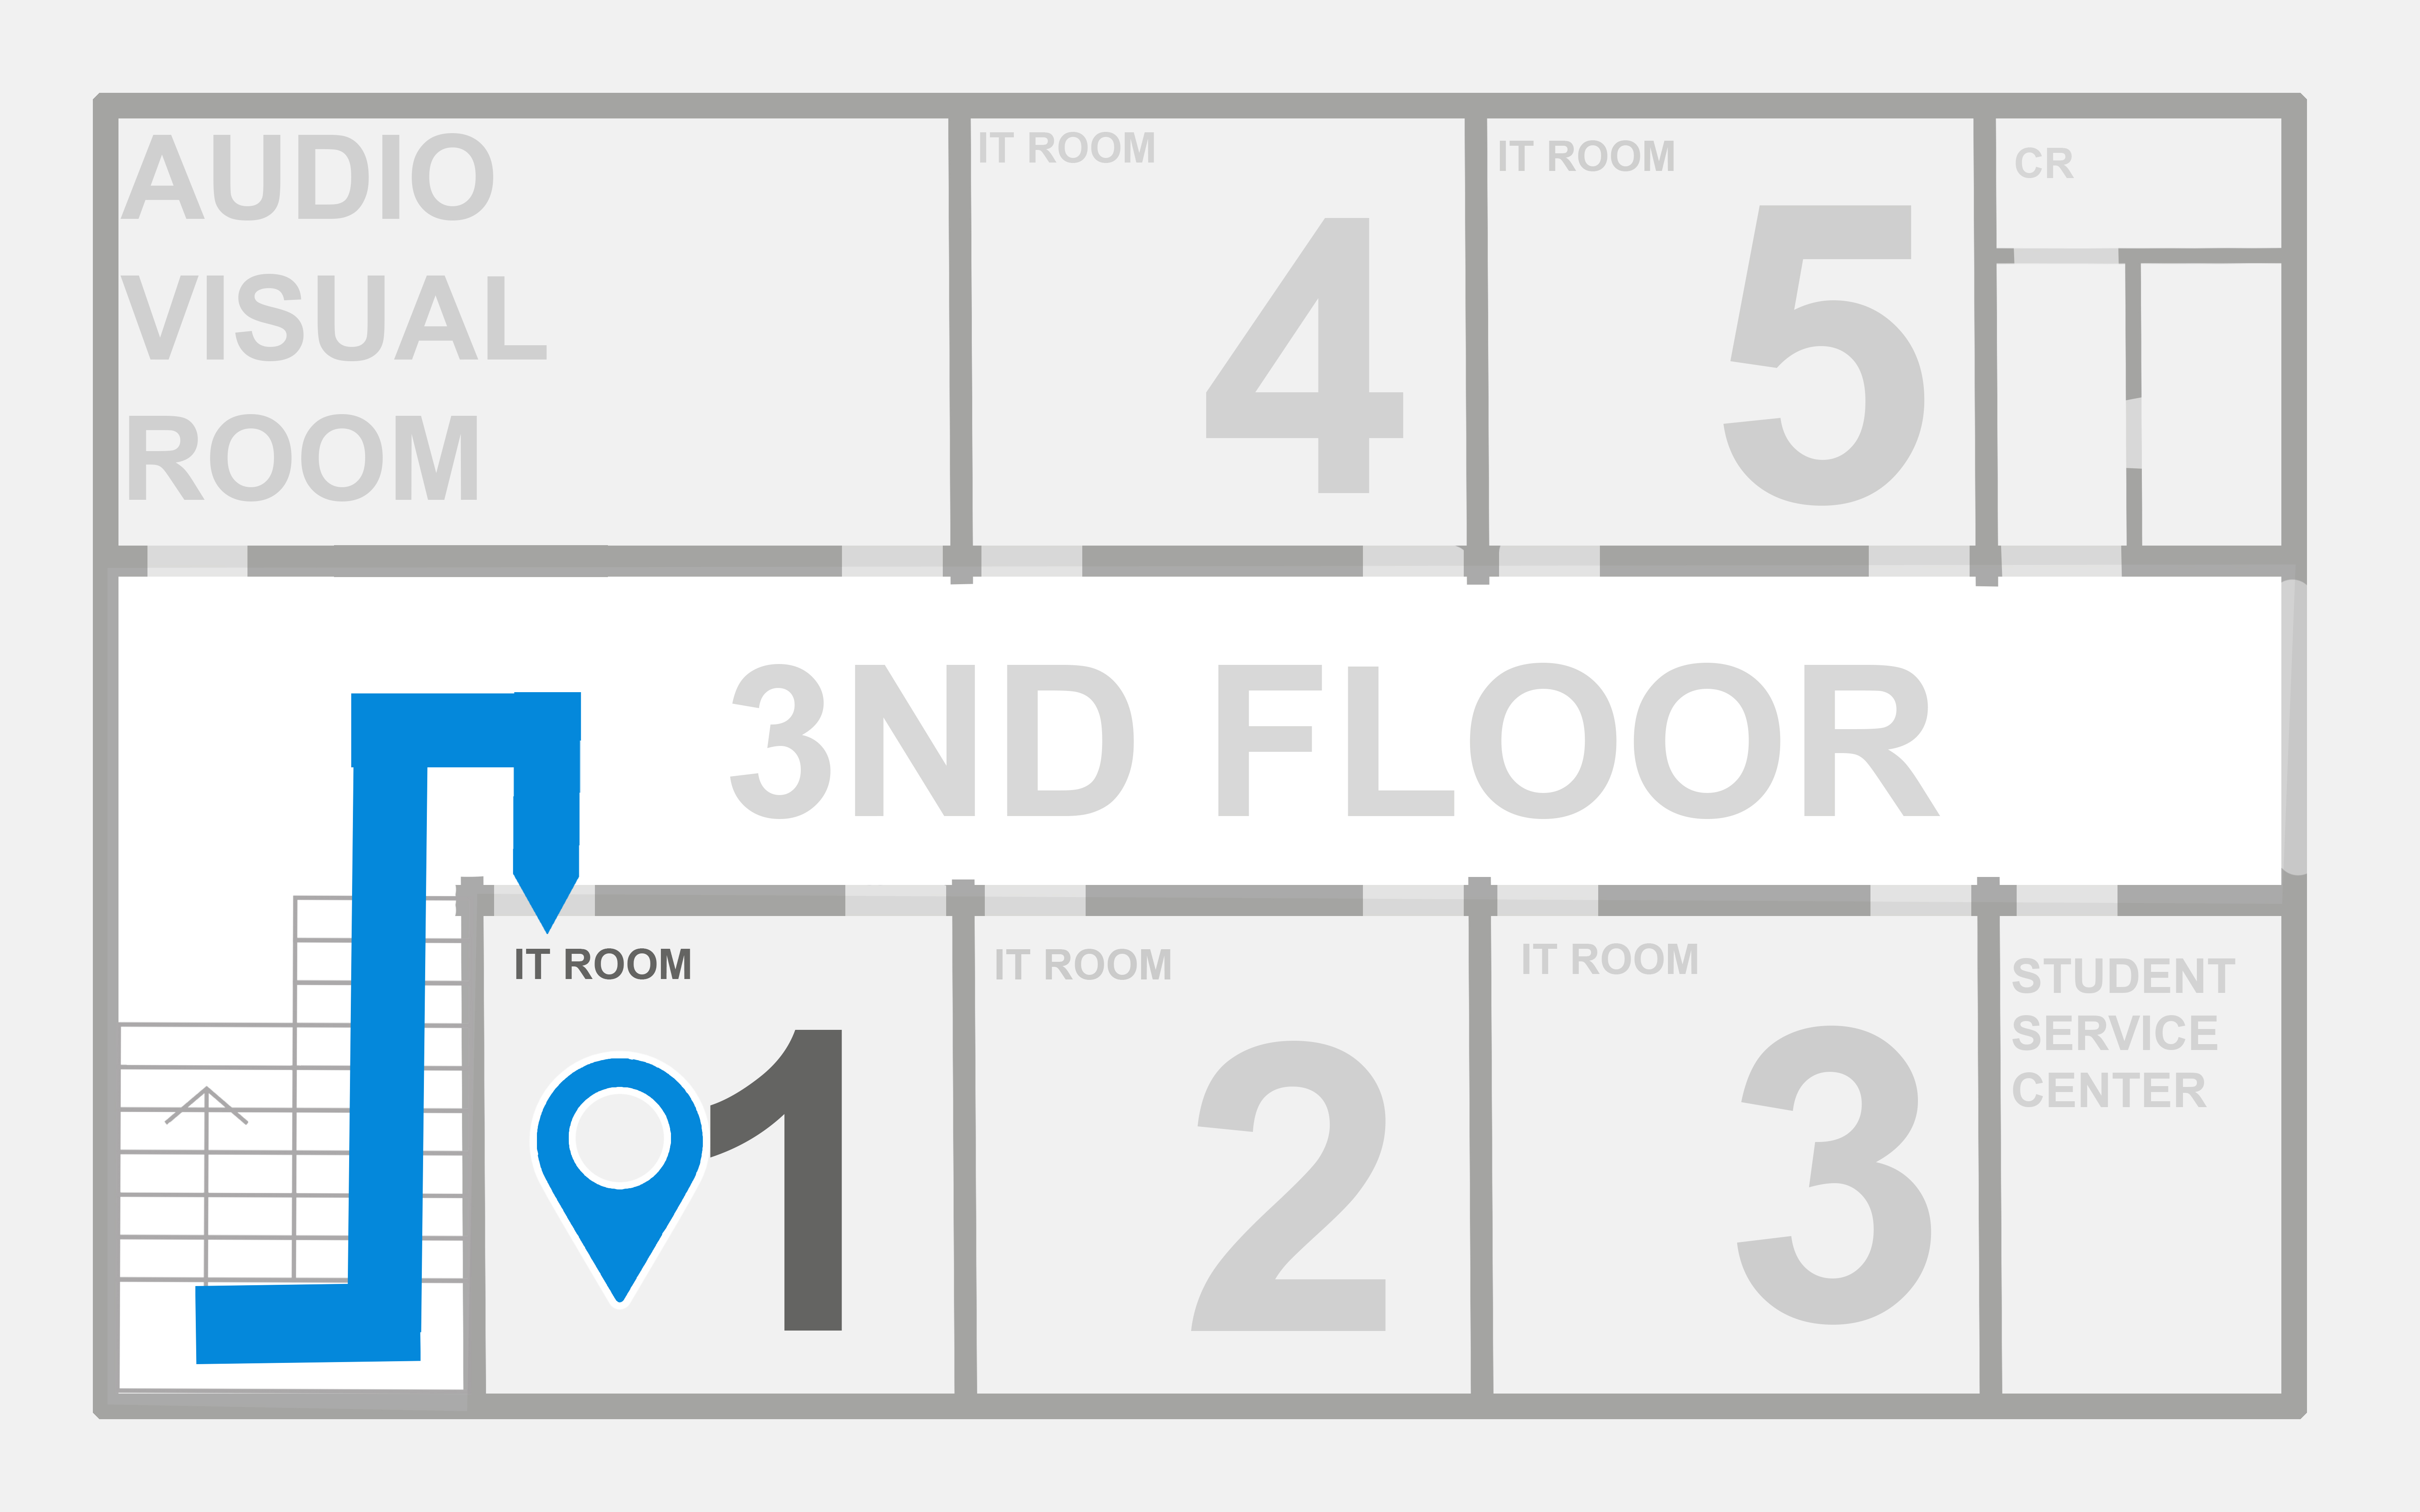 AUDIO
VISUAL
ROOM
IT ROOM
4
IT ROOM
5
CR
3ND FLOOR
IT ROOM
1
IT ROOM
2
IT ROOM
3
STUDENT
SERVICE
CENTER